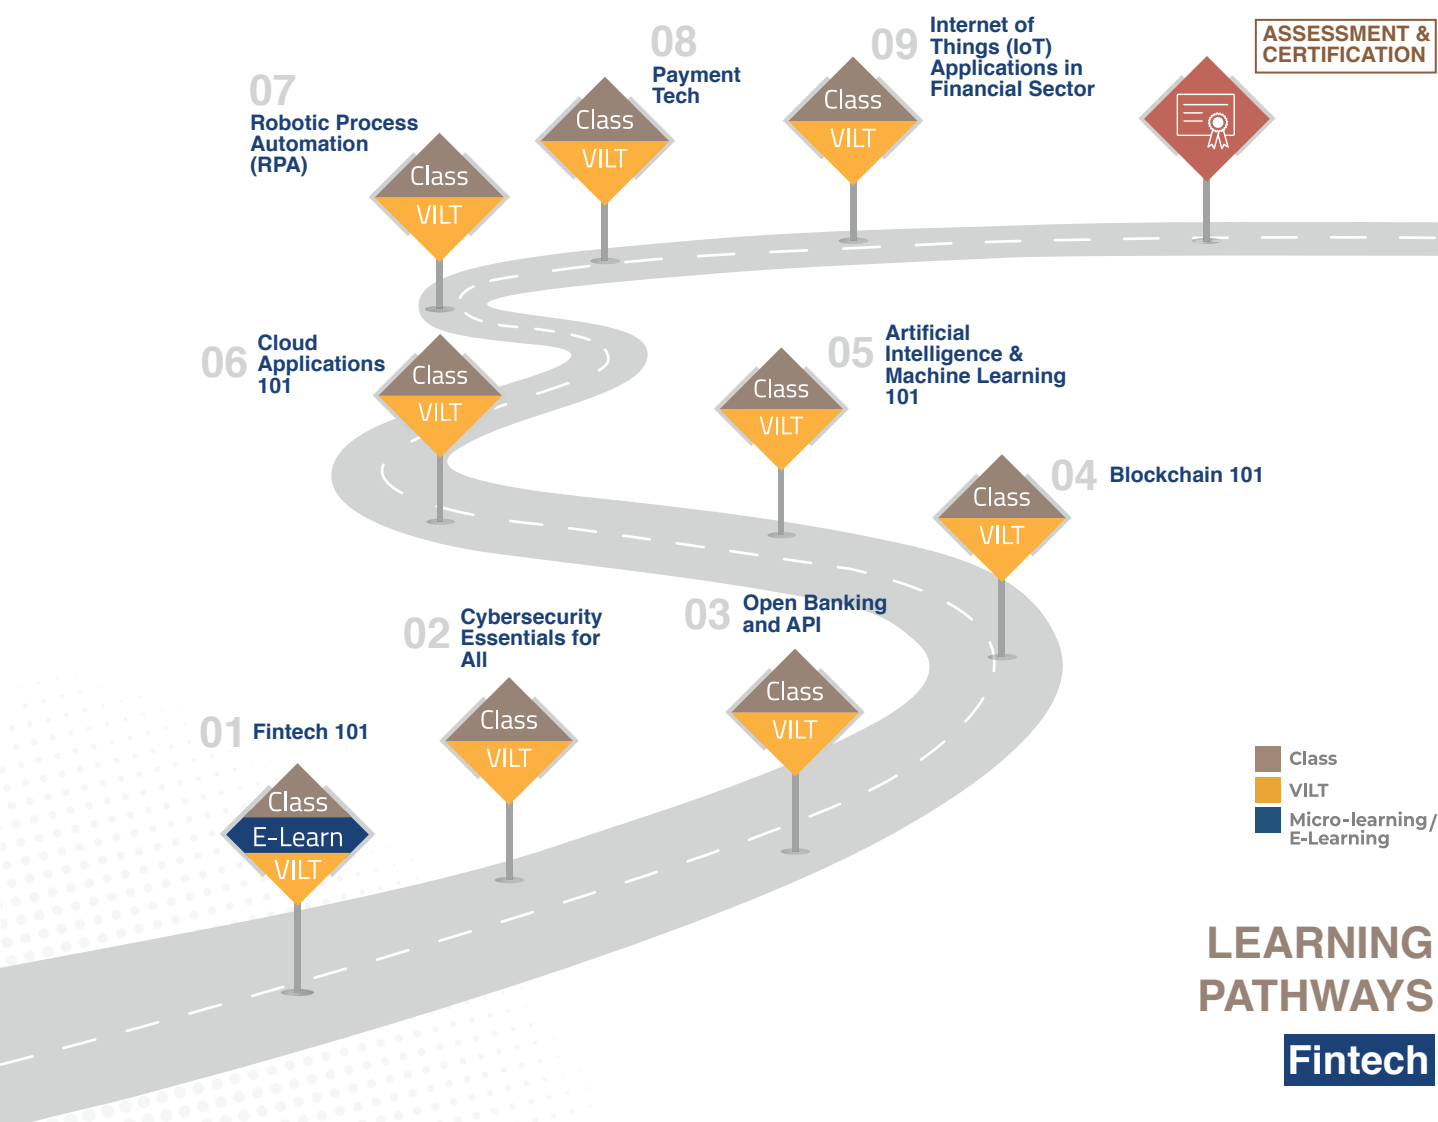 01
Fintech 101
Class
E-Learn
VILT
02
Cybersecurity
Essentials for
All
Class
VILT
03
Open Banking
and API
Class
VILT
04
Blockchain 101
Class
VILT
05
Artificial
Intelligence &
Machine Learning
101
Class
VILT
06
Cloud
Applications
101
Class
VILT
07
Robotic Process
Automation
(RPA)
Class
VILT
08
Payment
Tech
Class
VILT
09
Internet of
Things (IoT)
Applications in
Financial Sector
Class
VILT
ASSESSMENT &
CERTIFICATION
Class
VILT
Micro-learning/
E-Learning
LEARNING
PATHWAYS
Fintech